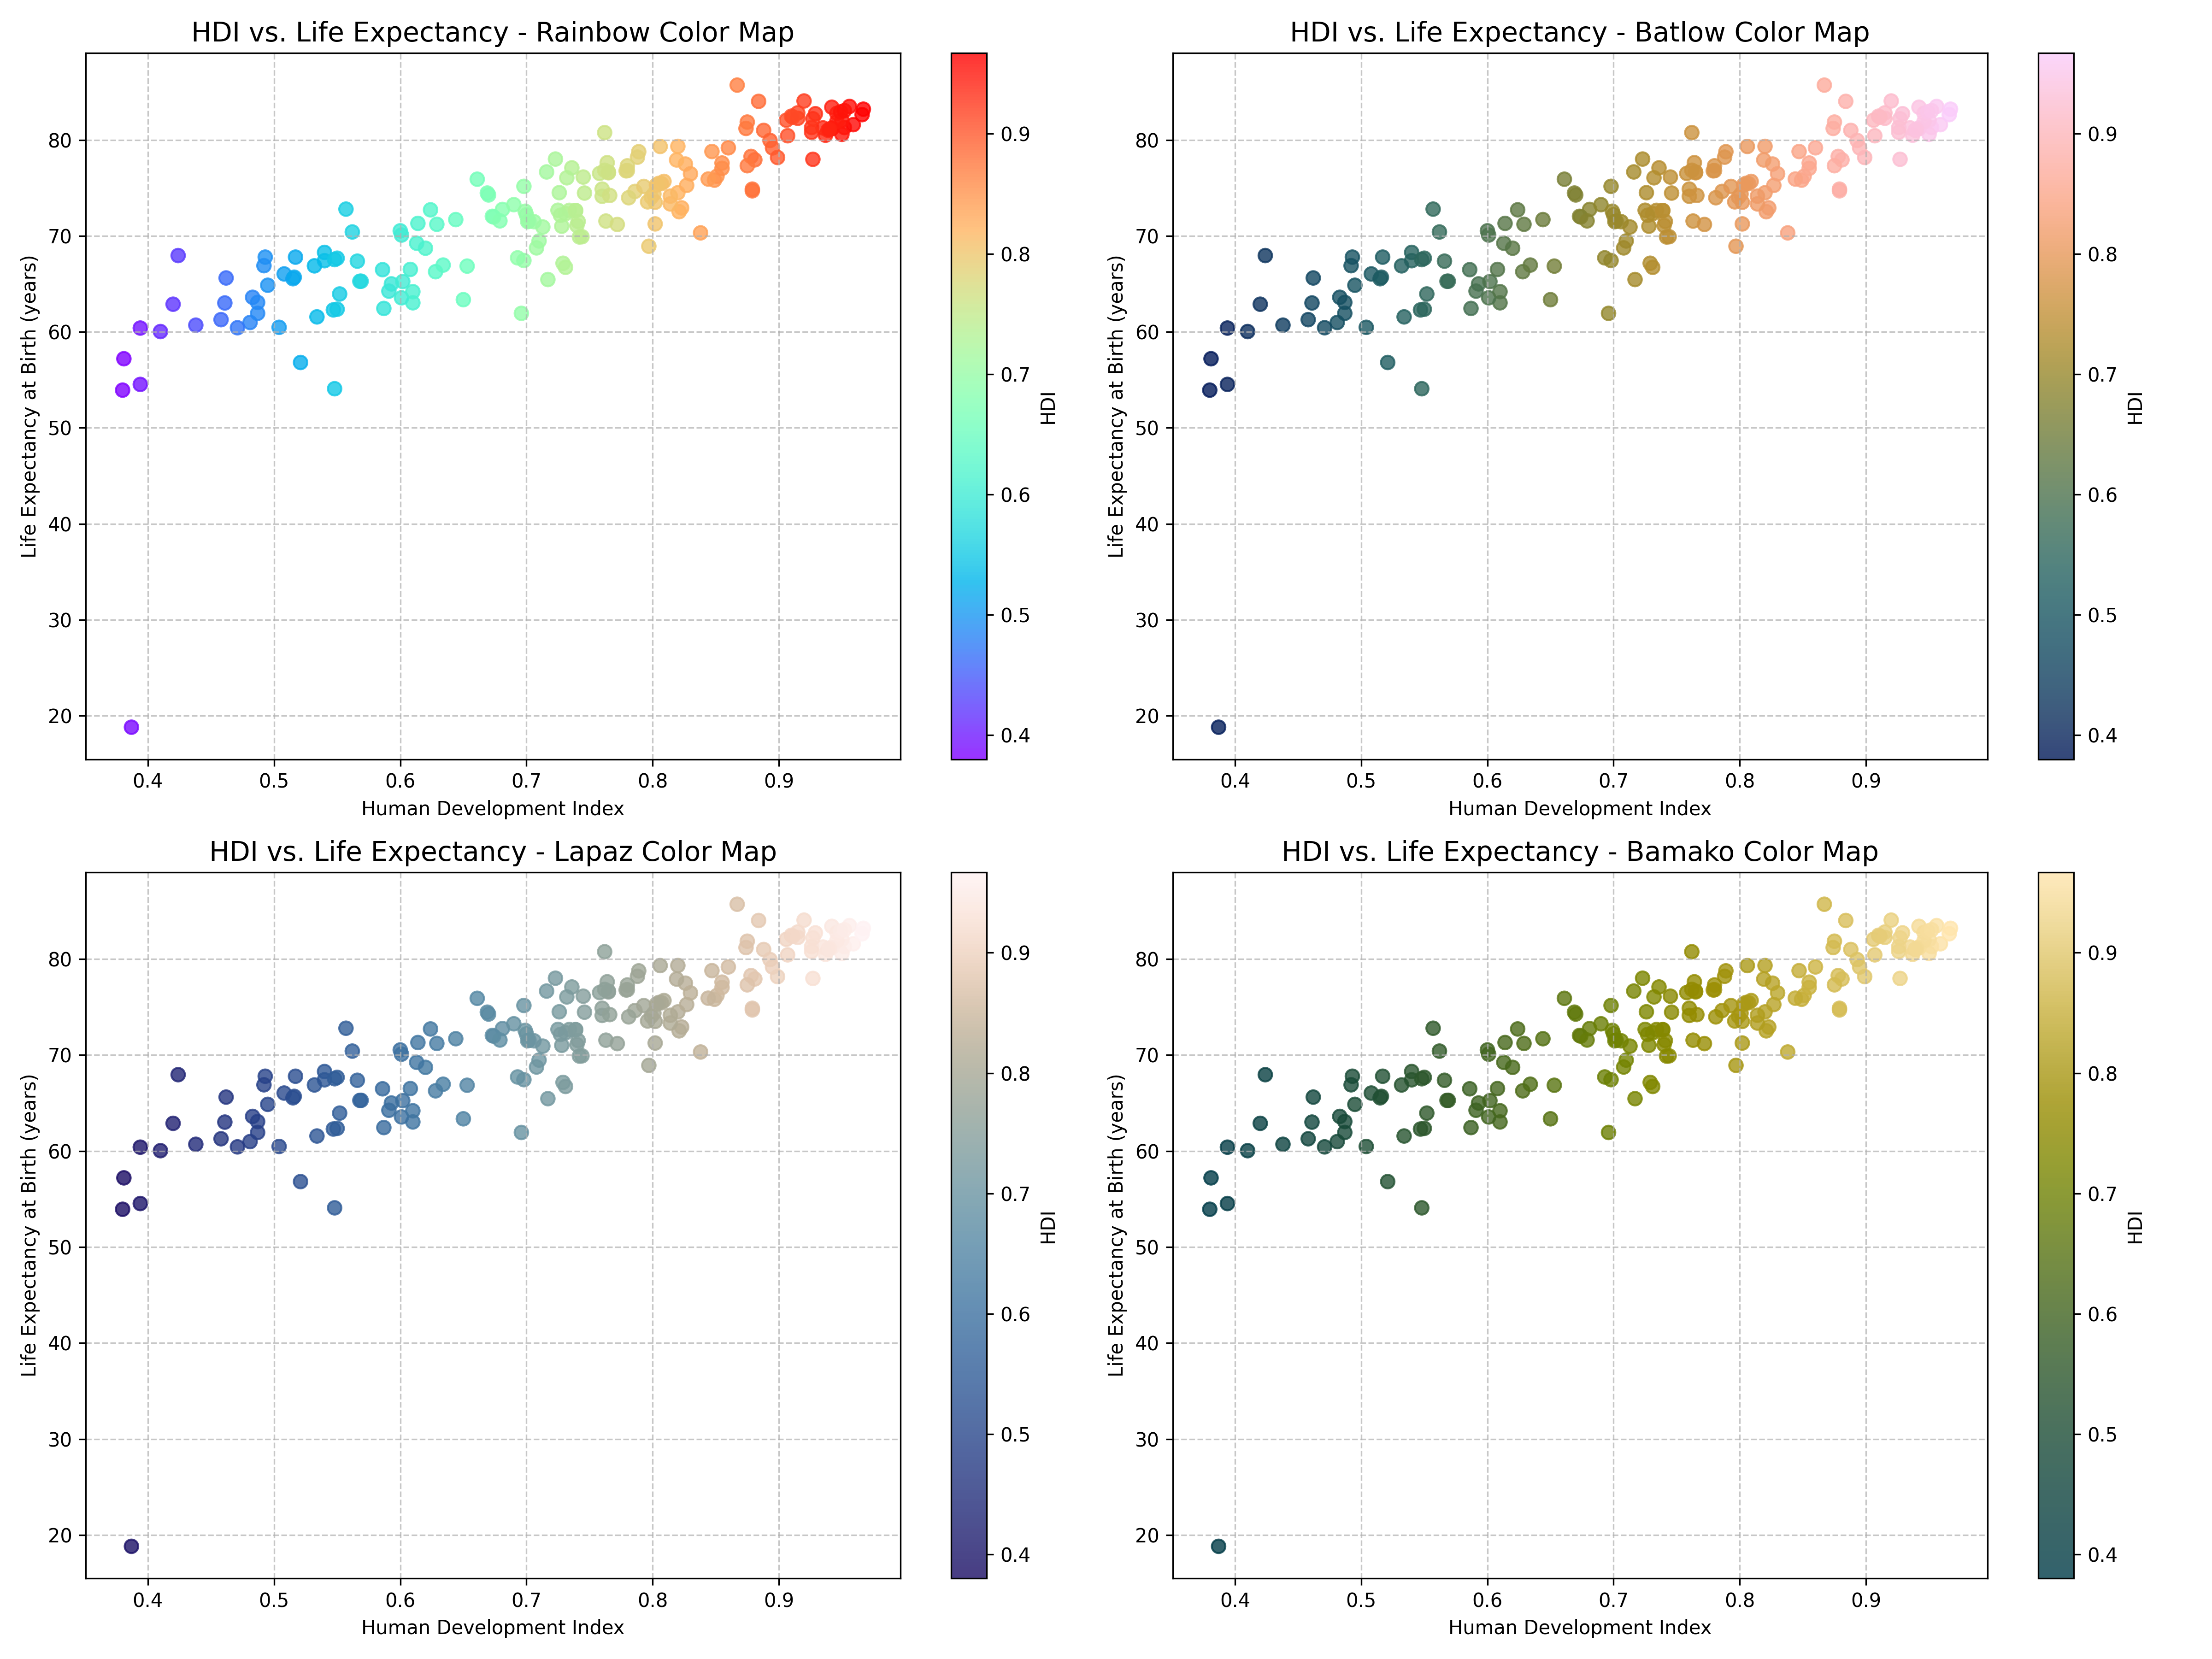 HDI vs. Life Expectancy - Rainbow Color Map
Life Expectancy at Birth (years)
80
70
60
50
40
30
20
0.4 0.5 0.6 0.7 0.8 0.9
Human Development Index
0.9
0.8
0.7
0.6
0.5
0.4
HDI
HDI vs. Life Expectancy - Batlow Color Map
Life Expectancy at Birth (years)
80
70
60
50
40
30
20
0.4 0.5 0.6 0.7 0.8 0.9
Human Development Index
0.9
0.8
0.7
0.6
0.5
0.4
HDI
HDI vs. Life Expectancy - Lapaz Color Map
Life Expectancy at Birth (years)
80
70
60
50
40
30
20
0.4 0.5 0.6 0.7 0.8 0.9
Human Development Index
0.9
0.8
0.7
0.6
0.5
0.4
HDI
HDI vs. Life Expectancy - Bamako Color Map
Life Expectancy at Birth (years)
80
70
60
50
40
30
20
0.4 0.5 0.6 0.7 0.8 0.9
Human Development Index
0.9
0.8
0.7
0.6
0.5
0.4
HDI